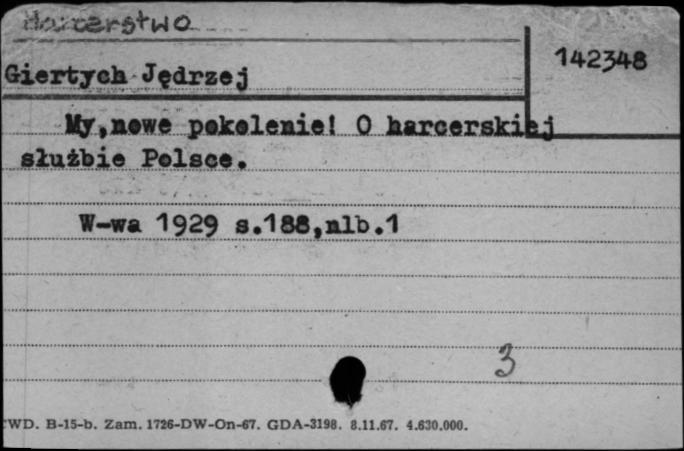 Harcerstwo
142348
Giertych Jędrzej
My,nowe pokolenie! O harcerskiej
służbie Polsce.
W-wa 1929 s.188,nlb.1
3
WD. B-15-b. Zam. 1726-DW-On-67. GDA-3198. 8.11.67. 4.630.000.